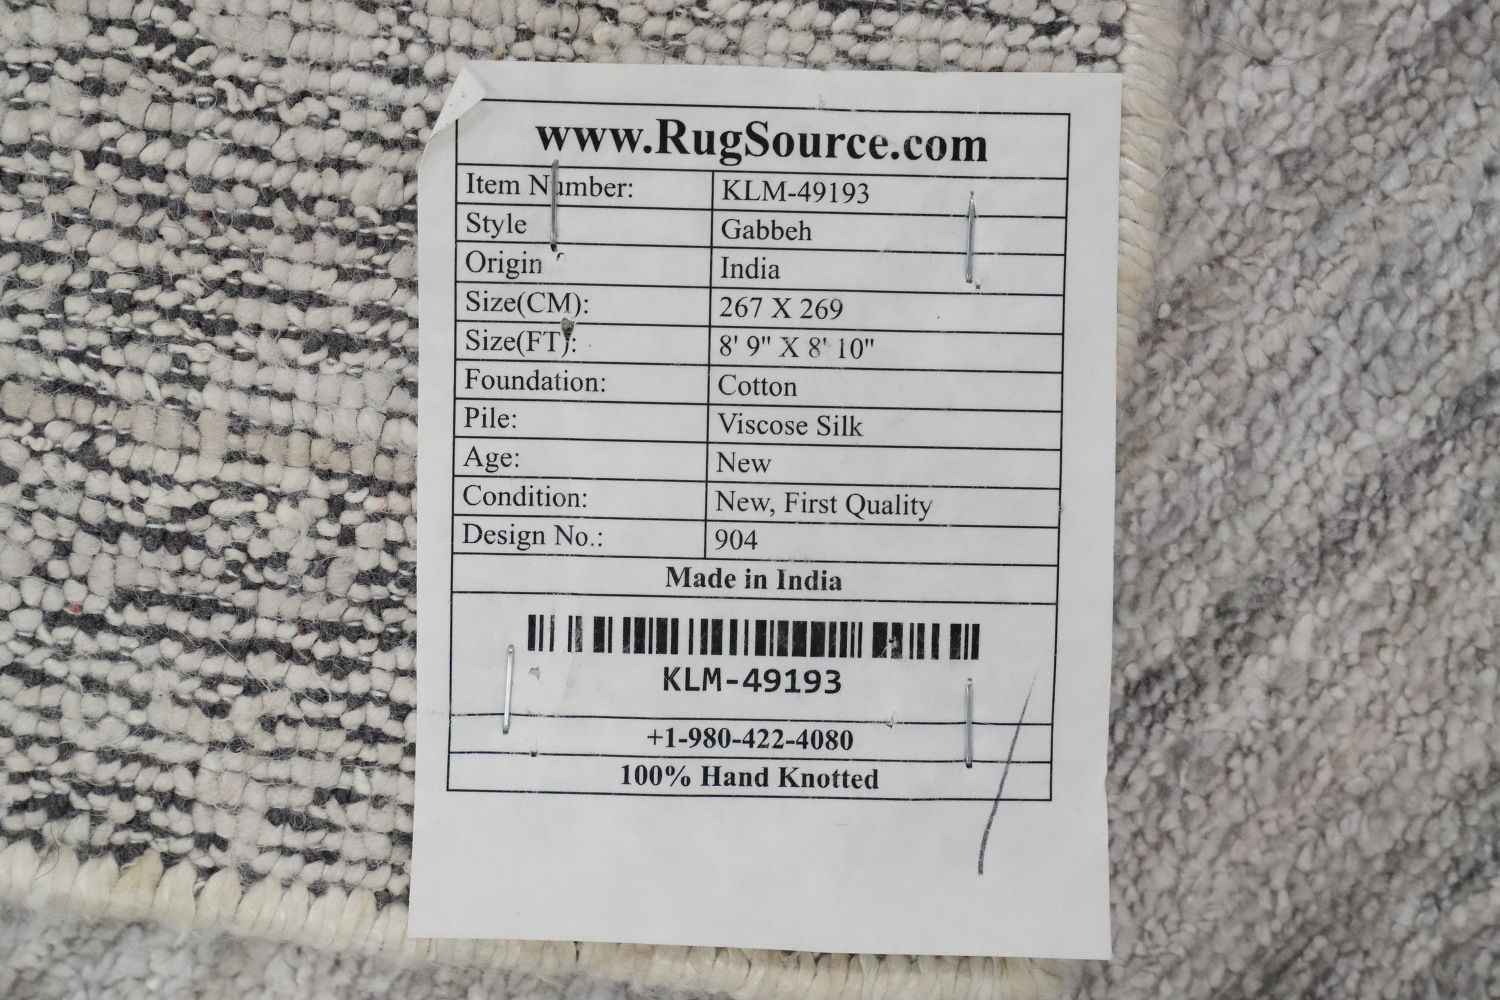 www.RugSource.com
Item Number: KLM-49193
Style Gabbeh
Origin India
Size(CM): 267 X 269
Size(FT): 8' 9" X 8' 10"
Foundation: Cotton
Pile: Viscose Silk
Age: New
Condition: New, First Quality
Design No.: 904
Made in India
KLM-49193
+1-980-422-4080
100% Hand Knotted